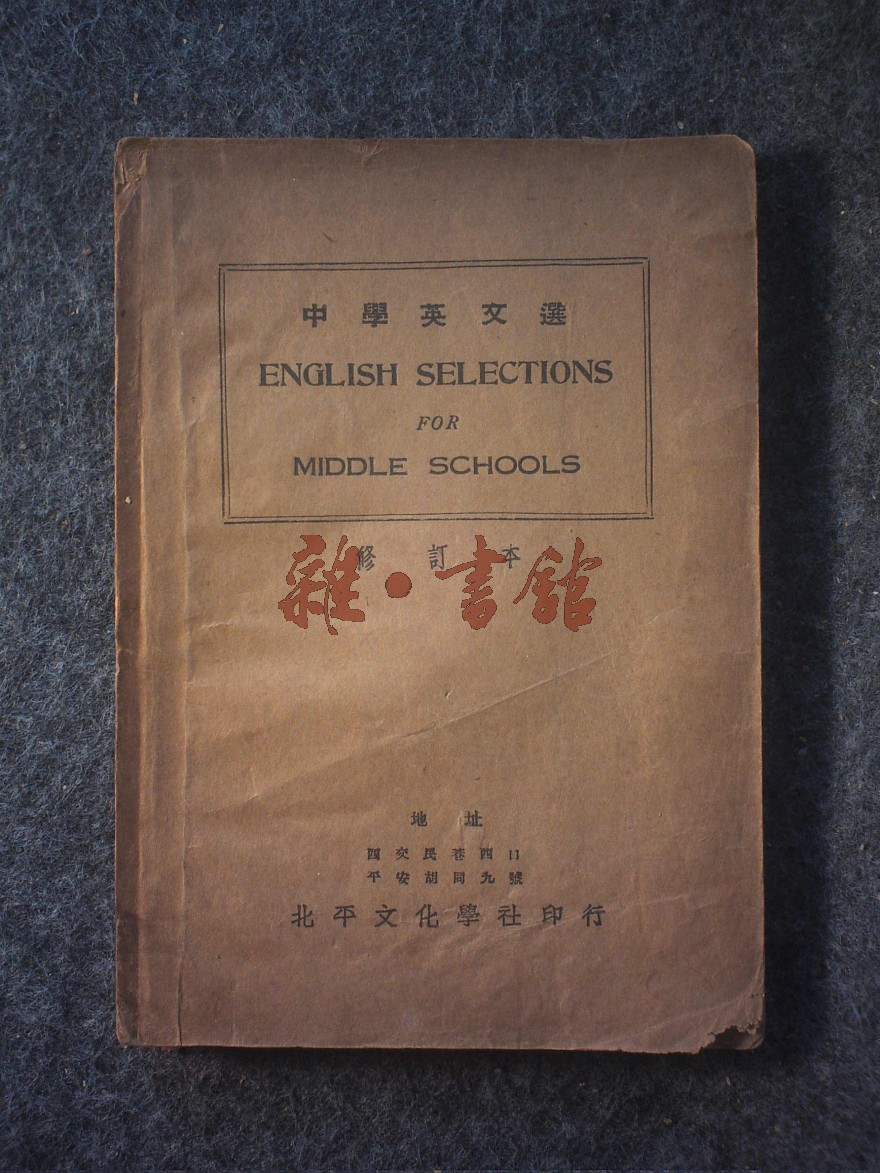 中學英文選
ENGLISH SELECTIONS
FOR
MIDDLE SCHOOLS
修訂本
雜·書館
地址
西交民巷西口
平安胡同九號
北平文化學社印行